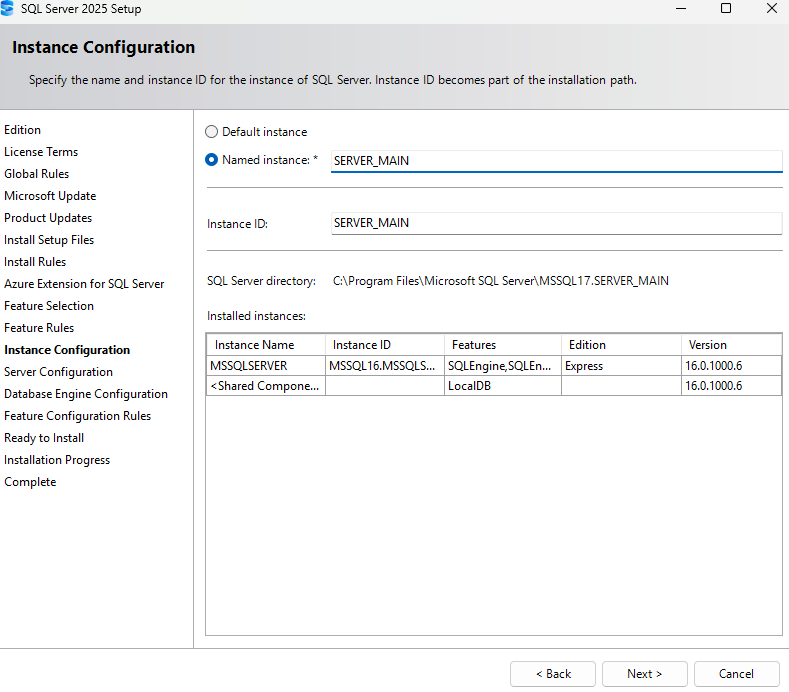 SQL Server 2025 Setup
Instance Configuration
Specify the name and instance ID for the instance of SQL Server. Instance ID becomes part of the installation path.
Edition
License Terms
Global Rules
Microsoft Update
Product Updates
Install Setup Files
Install Rules
Azure Extension for SQL Server
Feature Selection
Feature Rules
Instance Configuration
Server Configuration
Database Engine Configuration
Feature Configuration Rules
Ready to Install
Installation Progress
Complete
Default instance
Named instance: * SERVER_MAIN
Instance ID: SERVER_MAIN
SQL Server directory: C:\Program Files\Microsoft SQL Server\MSSQL17.SERVER_MAIN
Installed instances:
Instance Name Instance ID Features Edition Version
MSSQLSERVER MSSQL16.MSSQLS... SQLEngine,SQLEn... Express 16.0.1000.6
<Shared Compone... LocalDB 16.0.1000.6
< Back Next > Cancel